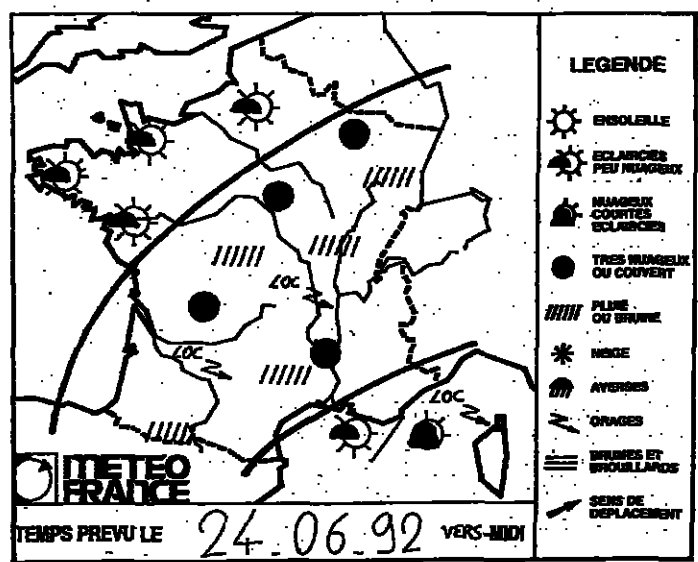 LOC
LOC
LOC
METEO
FRANCE
TEMPS PREVU LE 24.06.92 VERS-MIDI
LEGENDE
ENSOLEILLE
ECLAIRCIES
PEU NUAGEUX
NUAGEUX
COURTES
ECLAIRCIES
TRES NUAGEUX
OU COUVERT
PLUIE
OU BRUINE
NEIGE
AVERSES
ORAGES
BRUMES ET
BROUILLARDS
SENS DE
DEPLACEMENT